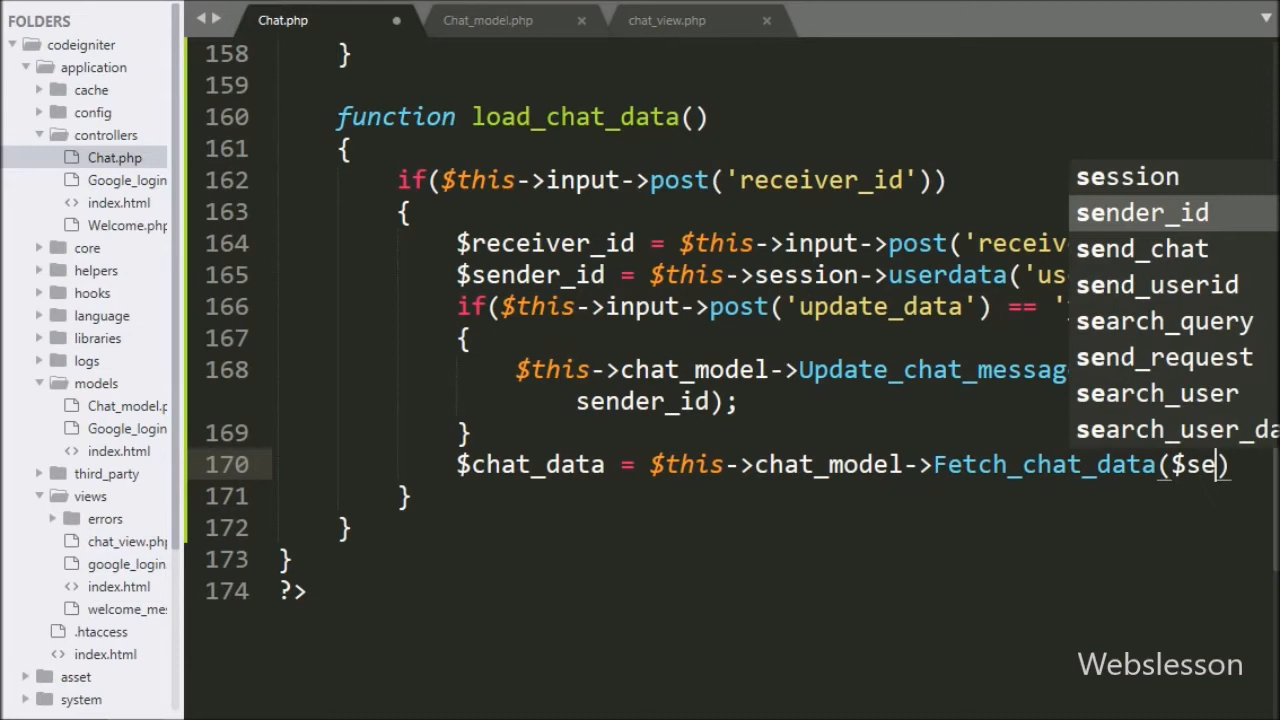 FOLDERS
codeigniter
application
cache
config
controllers
Chat.php
Google_login
index.html
Welcome.php
core
helpers
hooks
language
libraries
logs
models
Chat_model.p
Google_login
index.html
third_party
views
errors
chat_view.php
google_login.
index.html
welcome_mes
.htaccess
index.html
asset
system
Chat.php
Chat_model.php
chat_view.php
158 }
159
160 function load_chat_data()
161 {
162 if($this->input->post('receiver_id'))
163 {
164 $receiver_id = $this->input->post('receiv
165 $sender_id = $this->session->userdata('us
166 if($this->input->post('update_data') == '
167 {
168 $this->chat_model->Update_chat_messag
sender_id);
169 }
170 $chat_data = $this->chat_model->Fetch_chat_data($se)
171 }
172 }
173 }
174 ?>
session
sender_id
send_chat
send_userid
search_query
send_request
search_user
search_user_da
Webslesson